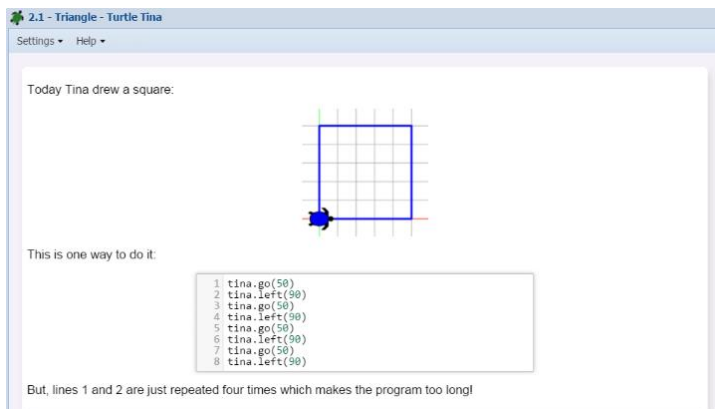 2.1 - Triangle - Turtle Tina
Settings Help
Today Tina drew a square:
This is one way to do it:
1 tina.go(50)
2 tina.left(90)
3 tina.go(50)
4 tina.left(90)
5 tina.go(50)
6 tina.left(90)
7 tina.go(50)
8 tina.left(90)
But, lines 1 and 2 are just repeated four times which makes the program too long!